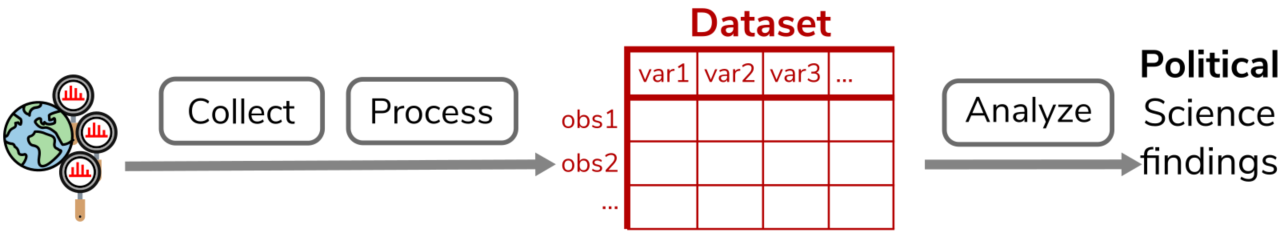 Dataset
Collect
Process
var1 var2 var3 ...
obs1
obs2
...
Analyze
Political
Science
findings